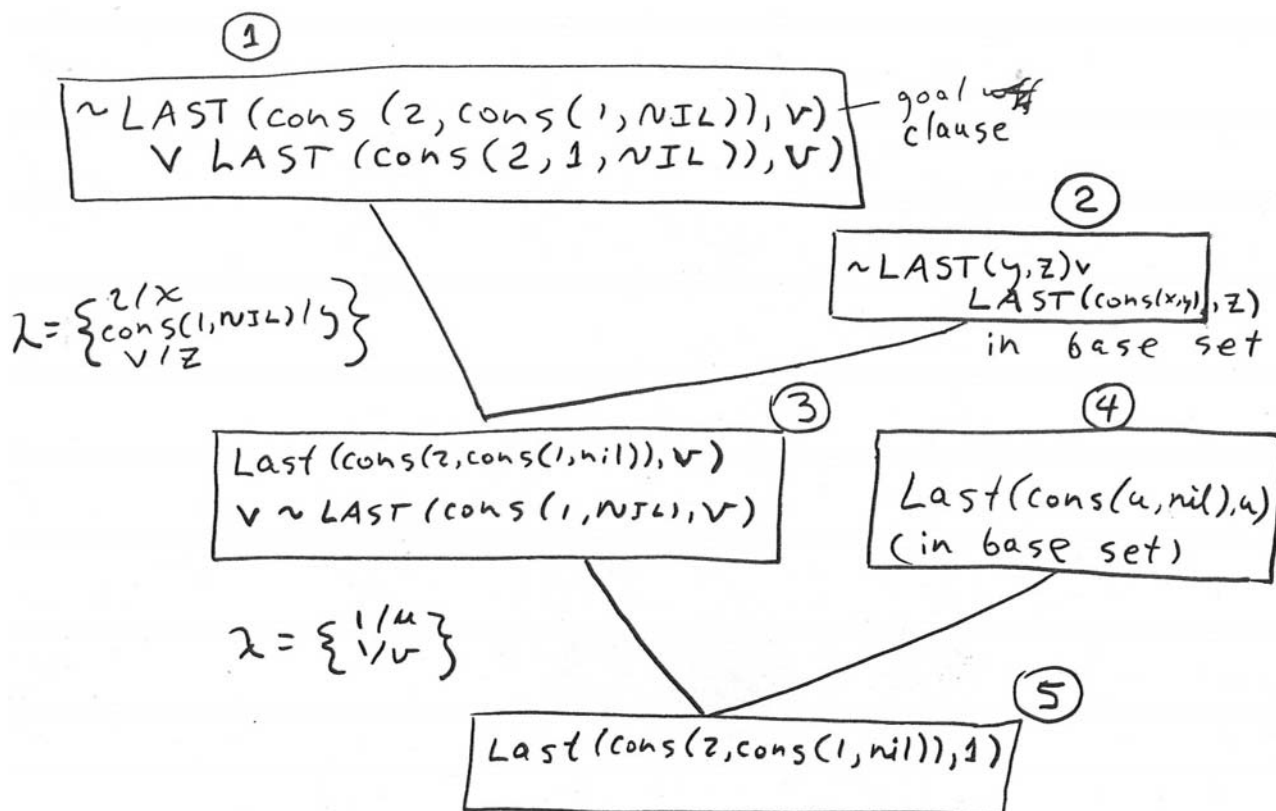 ①
~ LAST (cons (2, cons(1, NIL)), v)
v LAST (cons(2, 1, NIL)), v)
goal
clause
②
~LAST(y,z)v
LAST(cons(x,y),z)
in base set
λ = { 2/x
cons(1,NIL)/y
v/z }
③
Last (cons(2,cons(1,nil)),v)
v ~ LAST (cons (1, NIL), v)
④
Last(cons(u,nil),u)
(in base set)
λ = { 1/u
1/v }
⑤
Last (cons(2,cons(1,nil)),1)